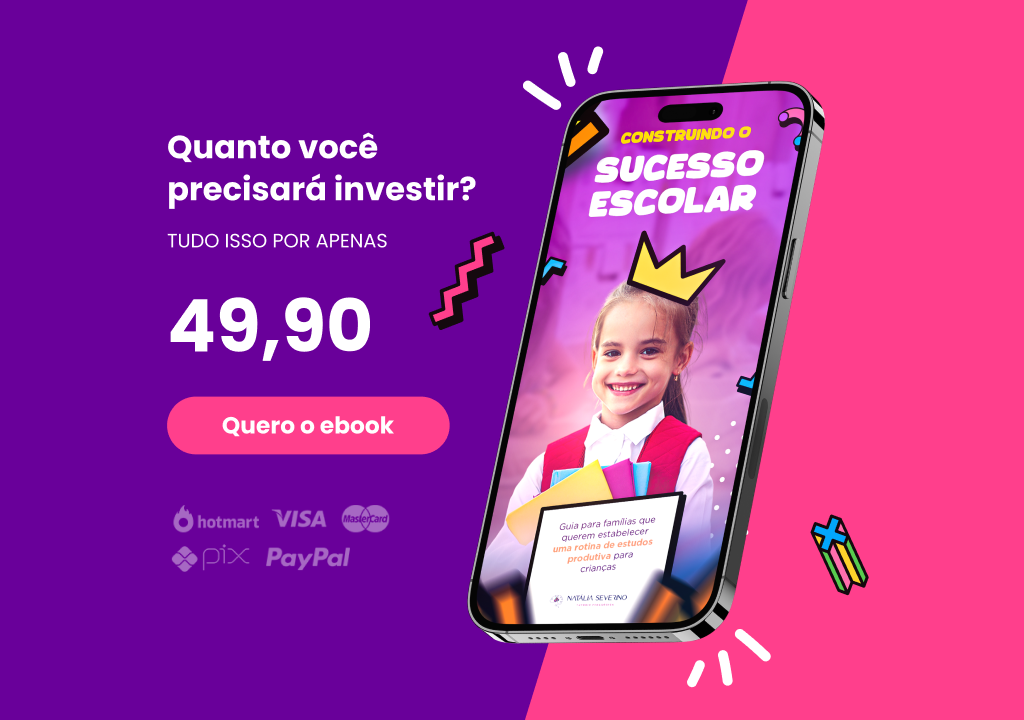 Quanto você
precisará investir?
TUDO ISSO POR APENAS
49,90
Quero o ebook
hotmart VISA MasterCard
PIX PayPal
CONSTRUINDO O
SUCESSO
ESCOLAR
Guia para famílias que
querem estabelecer
uma rotina de estudos
produtiva para
crianças
NATALIA SEVERINO